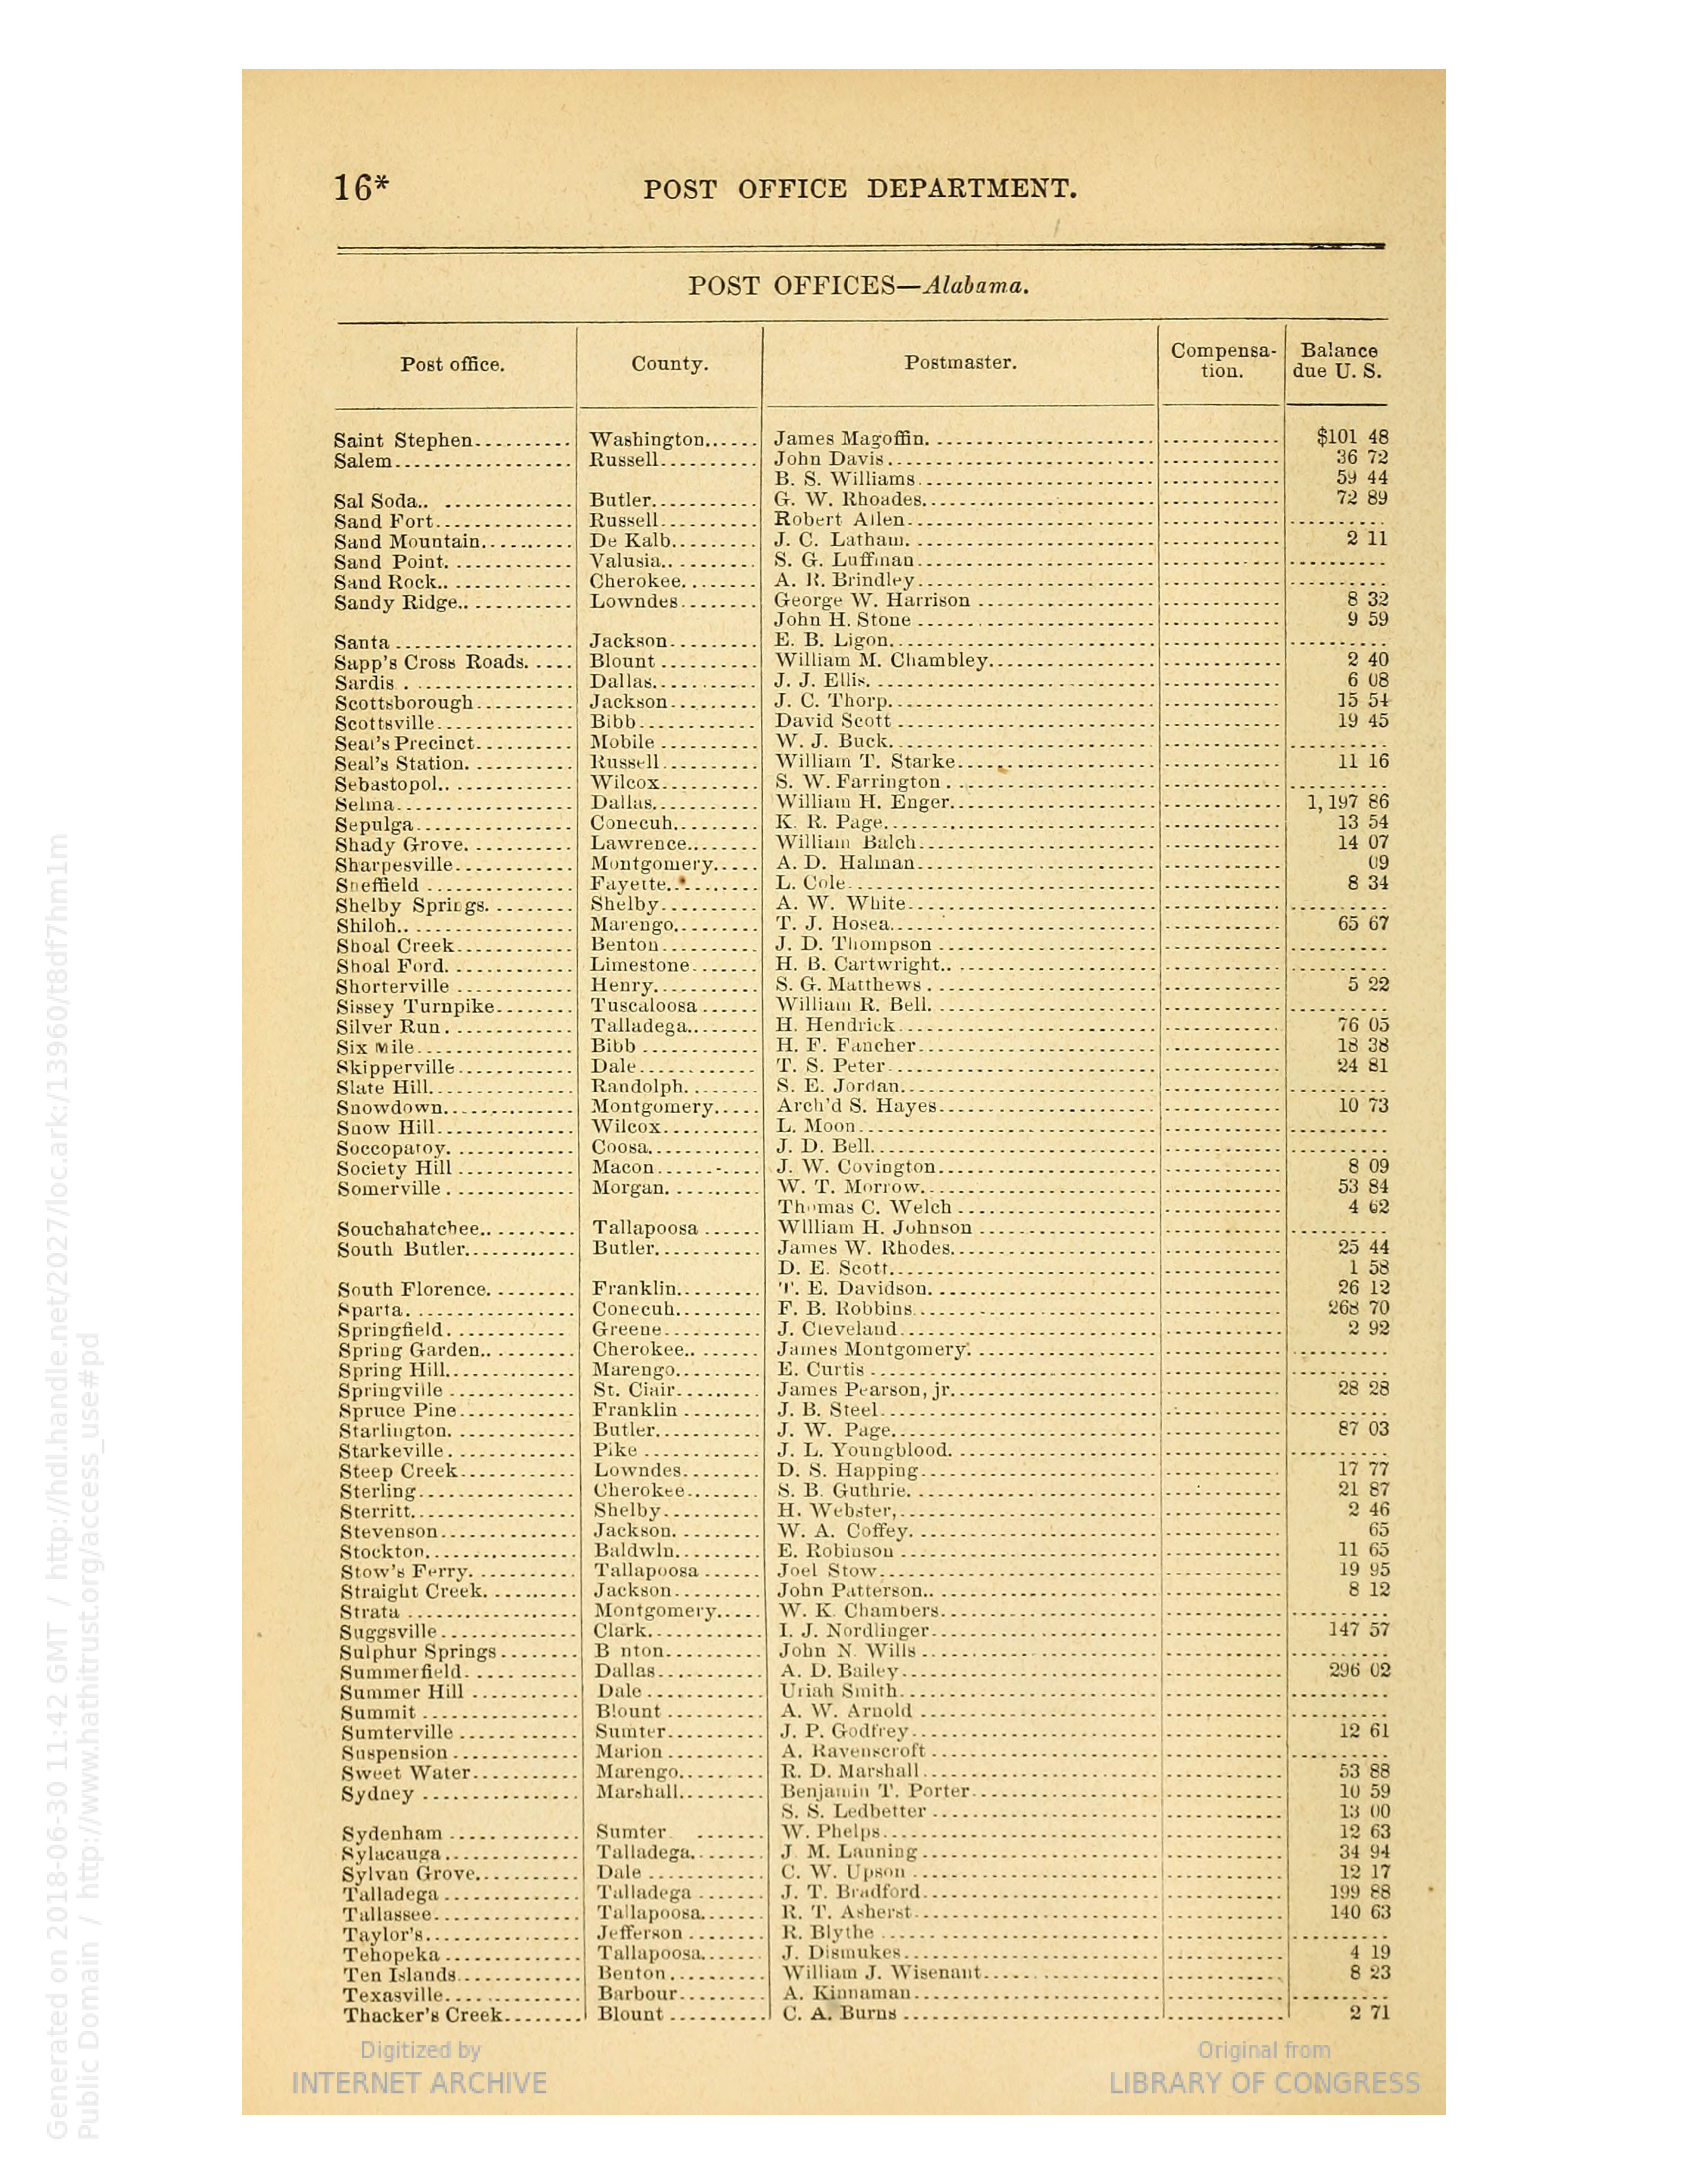 16*
POST OFFICE DEPARTMENT.
POST OFFICES—Alabama.
Post office. County. Postmaster. Compensa-tion. Balance due U. S.
Saint Stephen.......... Washington...... James Magoffin. ........ $101 48
Salem.................. Russell.......... John Davis........ 36 72
B. S. Williams........ 59 44
Sal Soda.. ............. Butler........... G. W. Rhoades........ 72 89
Sand Fort.............. Russell.......... Robert Allen........
Sand Mountain.......... De Kalb......... J. C. Latham. ........ 2 11
Sand Point. ............ Valusia.. ......... S. G. Luffman........
Sand Rock.. ............ Cherokee........ A. R. Brindley........
Sandy Ridge.. .......... Lowndes........ George W. Harrison ........ 8 32
John H. Stone ........ 9 59
Santa .................. Jackson......... E. B. Ligon........
Sapp's Cross Roads. ..... Blount .......... William M. Chambley........ 2 40
Sardis . ................ Dallas........... J. J. Ellis. ........ 6 08
Scottsborough.......... Jackson......... J. C. Thorp........ 15 54
Scottsville.............. Bibb............ David Scott ........ 19 45
Seal's Precinct.......... Mobile .......... W. J. Buck........
Seal's Station. .......... Russell.......... William T. Starke........ 11 16
Sebastopol.. ............ Wilcox.......... S. W. Farrington ........
Selma.................. Dallas........... William H. Enger........ 1,197 86
Sepulga................ Conecuh......... K. R. Page........ 13 54
Shady Grove. .......... Lawrence........ William Balch........ 14 07
Sharpesville............ Montgomery..... A. D. Halman........ 09
Sheffield .............. Fayette.......... L. Cole........ 8 34
Shelby Springs. ........ Shelby.......... A. W. White........
Shiloh.. ................ Marengo......... T. J. Hosea........ 65 67
Shoal Creek............ Benton.......... J. D. Thompson ........
Shoal Ford. ............ Limestone....... H. B. Cartwright.. ........
Shorterville ............ Henry........... S. G. Matthews ........ 5 22
Sissey Turnpike........ Tuscaloosa ...... William R. Bell. ........
Silver Run. ............ Talladega........ H. Hendrick........ 76 05
Six Mile................ Bibb ............ H. F. Fancher........ 18 38
Skipperville............ Dale............ T. S. Peter........ 24 81
Slate Hill.............. Randolph........ S. E. Jordan........
Snowdown.............. Montgomery..... Arch'd S. Hayes........ 10 73
Snow Hill.............. Wilcox.......... L. Moon........
Soccopatoy. ............ Coosa........... J. D. Bell........
Society Hill ............ Macon........... J. W. Covington........ 8 09
Somerville . ............ Morgan. ......... W. T. Morrow........ 53 84
Thomas C. Welch ........ 4 62
Souchahatchee.. ......... Tallapoosa ...... William H. Johnson ........
South Butler............ Butler........... James W. Rhodes........ 25 44
D. E. Scott........ 1 58
South Florence. ........ Franklin......... T. E. Davidson. ........ 26 12
Sparta. ................ Conecuh......... F. B. Robbins........ 268 70
Springfield. ............ Greene.......... J. Cleveland........ 2 92
Spring Garden.. ........ Cherokee.. ...... James Montgomery. ........
Spring Hill............. Marengo......... E. Curtis ........
Springville ............ St. Clair......... James Pearson, jr........ 28 28
Spruce Pine............ Franklin ........ J. B. Steel........
Starlington. ............ Butler........... J. W. Page........ 87 03
Starkeville. ............ Pike ............ J. L. Youngblood. ........
Steep Creek............ Lowndes........ D. S. Happing........ 17 77
Sterling................ Cherokee........ S. B. Guthrie. ........ 21 87
Sterritt................ Shelby.......... H. Webster,........ 2 46
Stevenson.............. Jackson. ........ W. A. Coffey. ........ 65
Stockton............... Baldwin......... E. Robinson ........ 11 65
Stow's Ferry. .......... Tallapoosa ...... Joel Stow........ 19 95
Straight Creek. ........ Jackson......... John Patterson.. ........ 8 12
Strata ................ Montgomery..... W. K. Chambers........
Suggsville.............. Clark............ I. J. Nordlinger........ 147 57
Sulphur Springs........ B nton.......... John N. Wills ........
Summerfield. .......... Dallas........... A. D. Bailey........ 296 02
Summer Hill .......... Dale ............ Uriah Smith........
Summit .............. Blount .......... A. W. Arnold ........
Sumterville ............ Sumter.......... J. P. Godfrey........ 12 61
Suspension ............ Marion .......... A. Ravenscroft ........
Sweet Water............ Marengo......... R. D. Marshall........ 53 88
Sydney ................ Marshall......... Benjamin T. Porter........ 10 59
S. S. Ledbetter ........ 13 00
Sydenham ............ Sumter ....... W. Phelps........ 12 63
Sylacauga.............. Talladega........ J. M. Lanning........ 34 94
Sylvan Grove.......... Dale ............ C. W. Upson ........ 12 17
Talladega .............. Talladega ....... J. T. Bradford........ 199 88
Tallassee............... Tallapoosa....... R. T. Asherst........ 140 63
Taylor's............... Jefferson ........ R. Blythe ........
Tehopeka .............. Tallapoosa....... J. Dismukes........ 4 19
Ten Islands............ Benton.......... William J. Wisenant........ 8 23
Texasville.............. Barbour......... A. Kinnaman........
Thacker's Creek........ Blount .......... C. A. Burns ........ 2 71
Digitized by
INTERNET ARCHIVE
Original from
LIBRARY OF CONGRESS
Generated on 2018-06-30 11:42 GMT / http://hdl.handle.net/2027/loc.ark:/13960/t8df7hm1m
Public Domain / http://www.hathitrust.org/access_use#pd